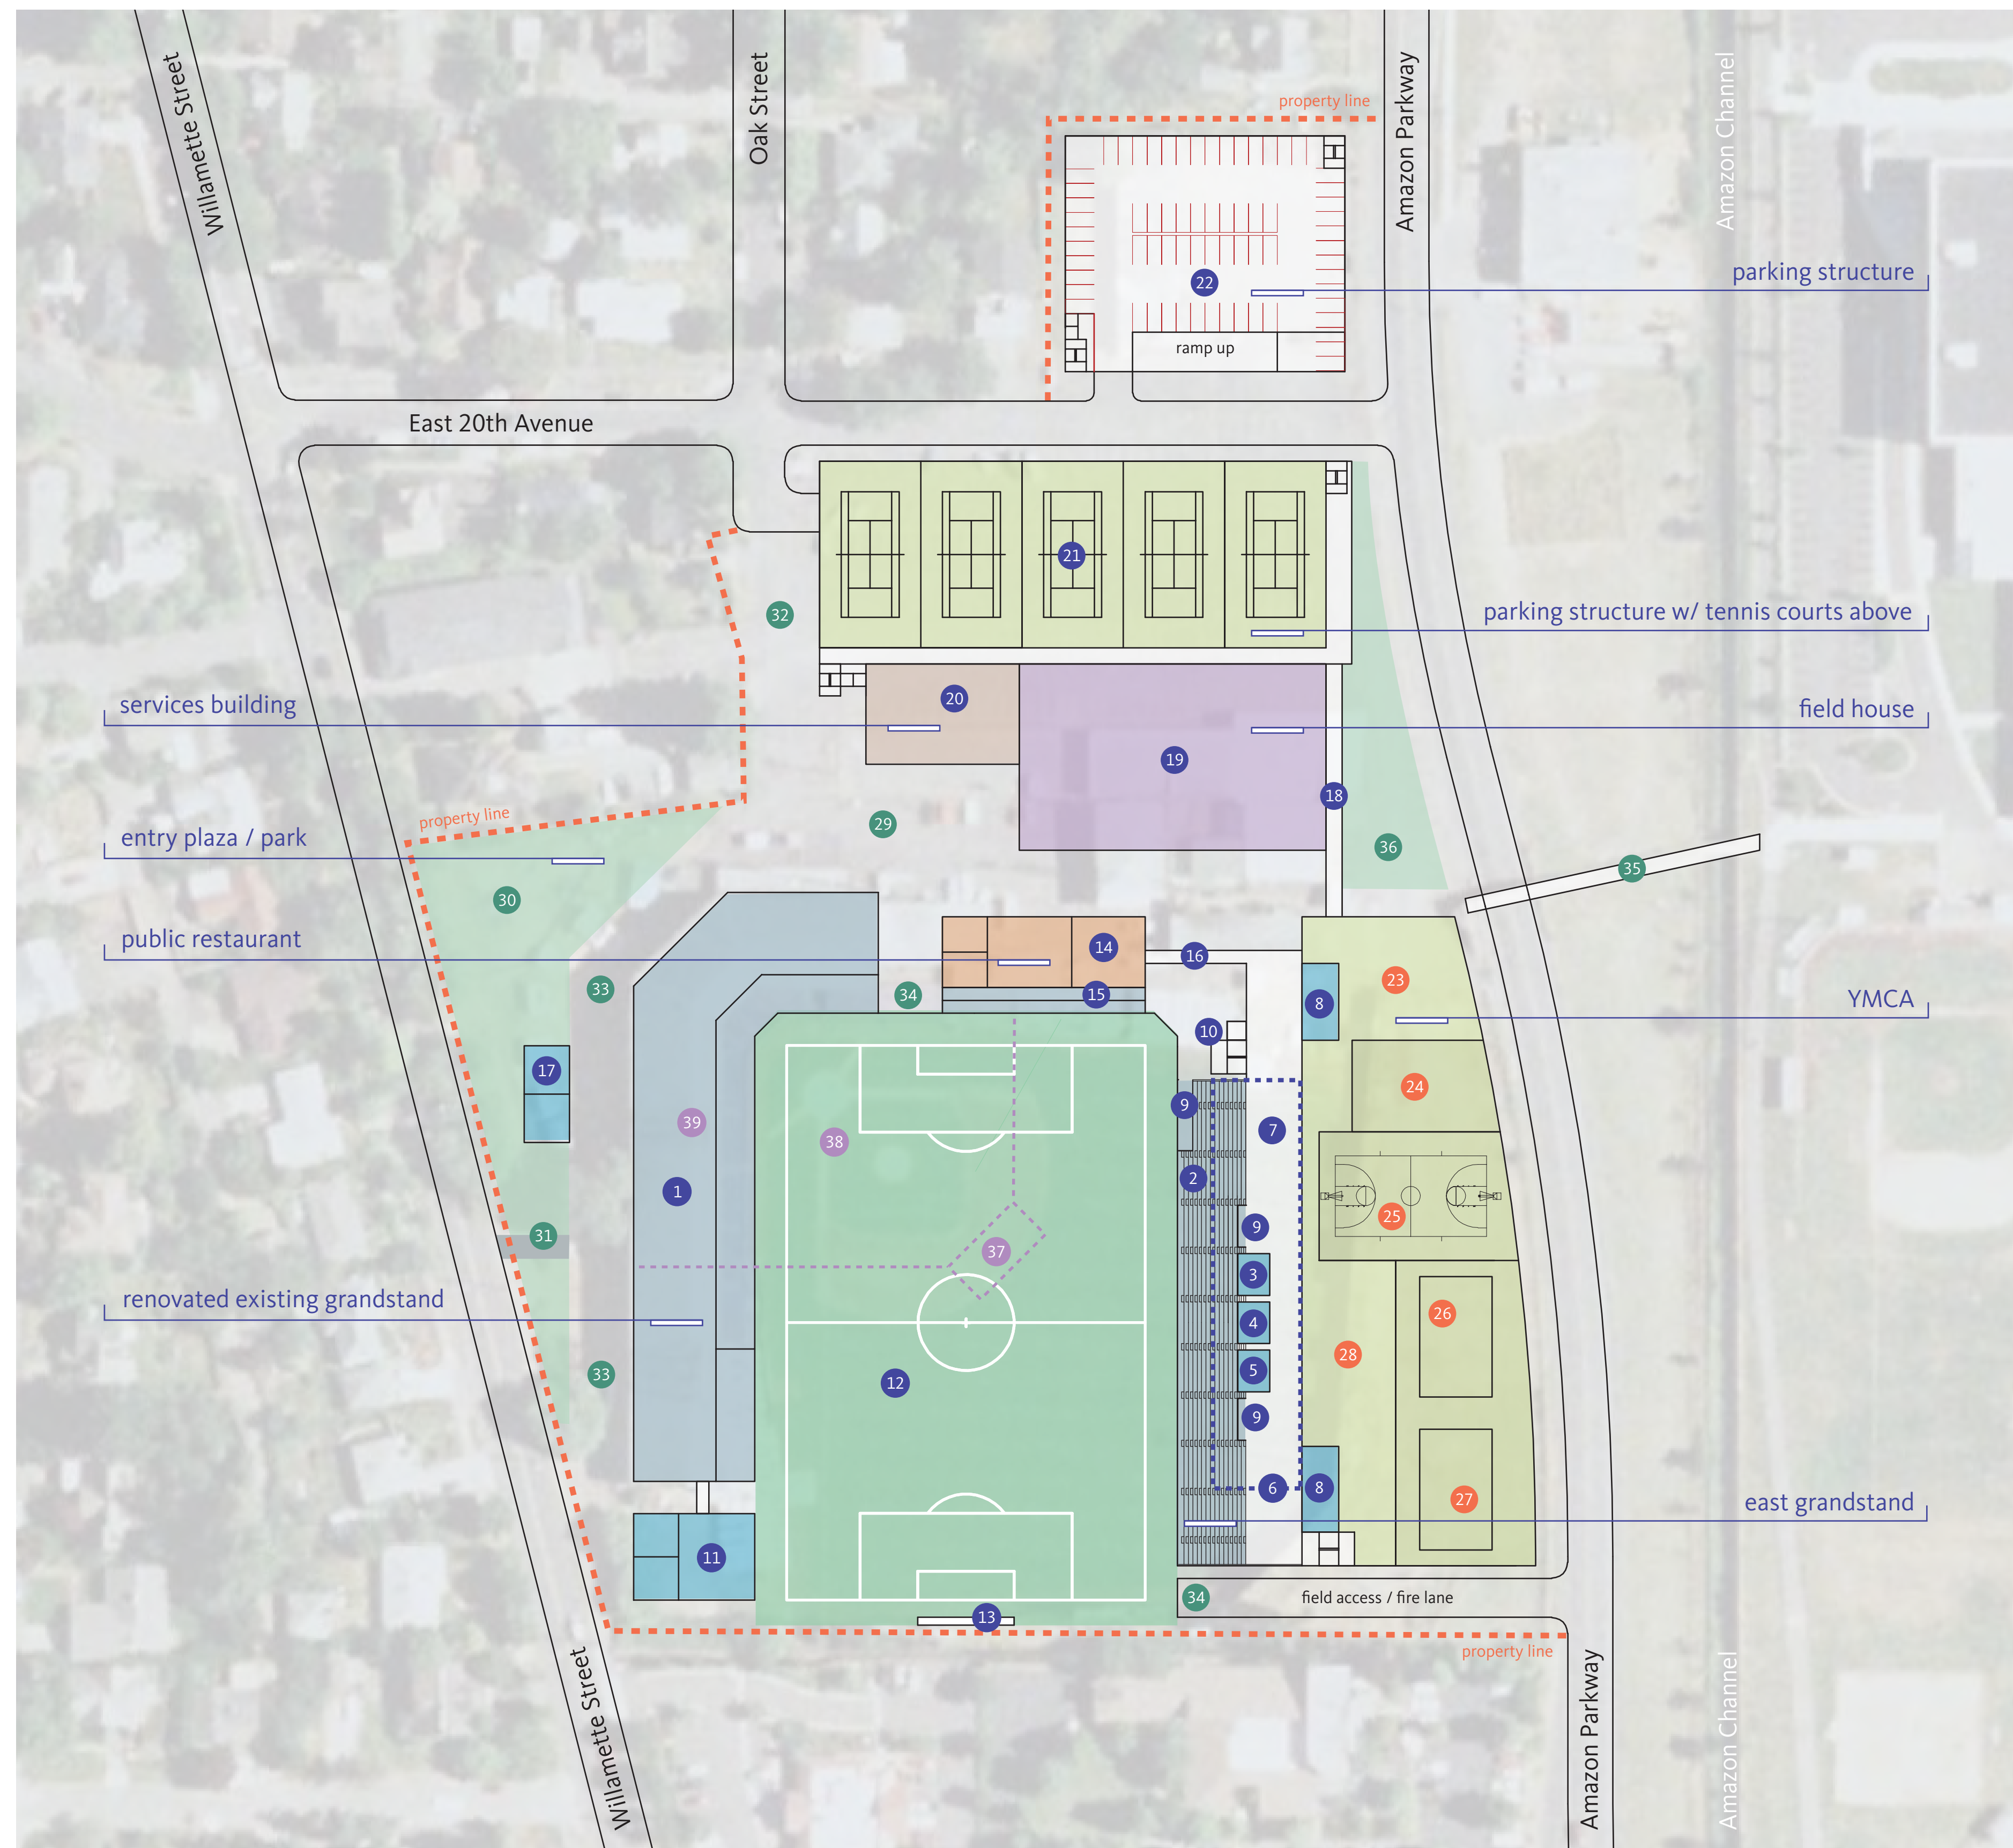 Willamette Street
Oak Street
Amazon Parkway
Amazon Channel
property line
22
parking structure
ramp up
East 20th Avenue
21
32
parking structure w/ tennis courts above
services building
20
field house
19
18
property line
29
entry plaza / park
36
35
30
public restaurant
14
16
23
33
34
15
8
YMCA
10
17
24
9
39
38
7
2
1
25
31
9
37
3
renovated existing grandstand
26
4
28
5
33
12
9
6
8
27
east grandstand
11
34
field access / fire lane
13
property line
Willamette Street
Amazon Parkway
Amazon Channel